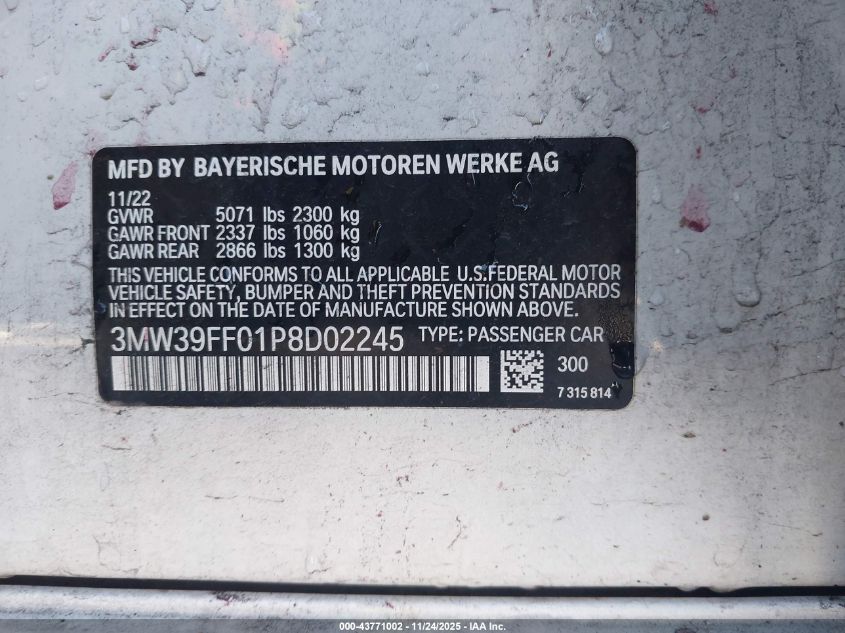 MFD BY BAYERISCHE MOTOREN WERKE AG
11/22
GVWR 5071 lbs 2300 kg
GAWR FRONT 2337 lbs 1060 kg
GAWR REAR 2866 lbs 1300 kg
THIS VEHICLE CONFORMS TO ALL APPLICABLE U.S.FEDERAL MOTOR
VEHICLE SAFETY, BUMPER AND THEFT PREVENTION STANDARDS
IN EFFECT ON THE DATE OF MANUFACTURE SHOWN ABOVE.
3MW39FF01P8D02245 TYPE: PASSENGER CAR
300
7 315 814
000-43771002 - 11/24/2025 - IAA Inc.